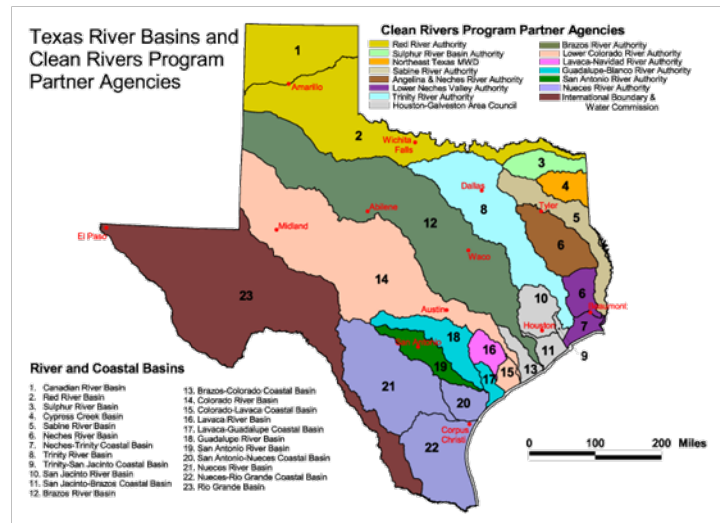 Texas River Basins and
Clean Rivers Program
Partner Agencies
Clean Rivers Program Partner Agencies
Red River Authority
Sulphur River Basin Authority
Northeast Texas MWD
Sabine River Authority
Angelina & Neches River Authority
Lower Neches Valley Authority
Trinity River Authority
Houston-Galveston Area Council
Brazos River Authority
Lower Colorado River Authority
Lavaca-Navidad River Authority
Guadalupe-Blanco River Authority
San Antonio River Authority
Nueces River Authority
International Boundary &
Water Commission
1
Amarillo
2
Wichita
Falls
3
4
Dallas
8
Tyler
5
Abilene
12
6
El Paso
Midland
Waco
14
23
10
6
Beaumont
Austin
Houston
7
18
11
9
San Antonio
16
13
19
15
17
21
20
Corpus
Christi
22
0 100 200 Miles
River and Coastal Basins
1. Canadian River Basin
2. Red River Basin
3. Sulphur River Basin
4. Cypress Creek Basin
5. Sabine River Basin
6. Neches River Basin
7. Neches-Trinity Coastal Basin
8. Trinity River Basin
9. Trinity-San Jacinto Coastal Basin
10. San Jacinto River Basin
11. San Jacinto-Brazos Coastal Basin
12. Brazos River Basin
13. Brazos-Colorado Coastal Basin
14. Colorado River Basin
15. Colorado-Lavaca Coastal Basin
16. Lavaca River Basin
17. Lavaca-Guadalupe Coastal Basin
18. Guadalupe River Basin
19. San Antonio River Basin
20. San Antonio-Nueces Coastal Basin
21. Nueces River Basin
22. Nueces-Rio Grande Coastal Basin
23. Rio Grande Basin